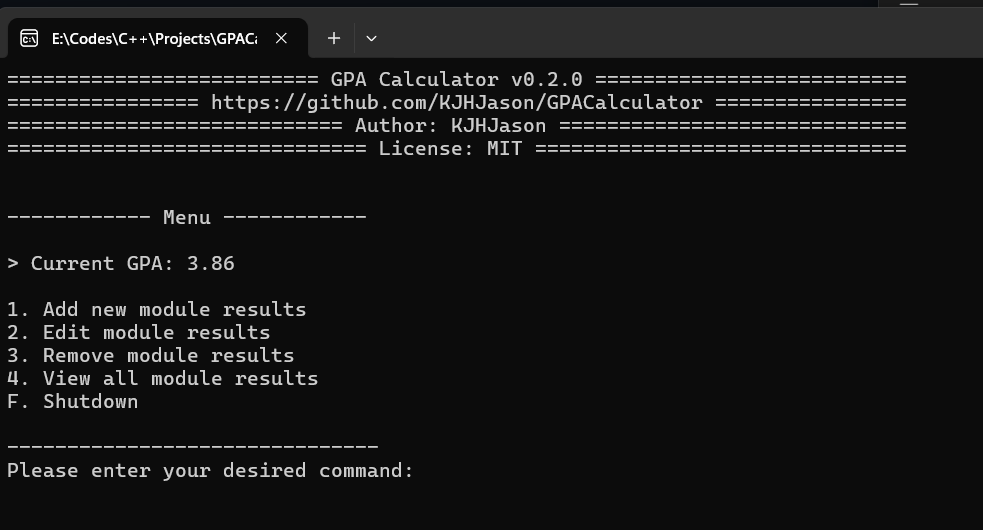 E:\Codes\C++\Projects\GPACa
========================== GPA Calculator v0.2.0 ==========================
================ https://github.com/KJHJason/GPACalculator ================
============================ Author: KJHJason =============================
============================== License: MIT ===============================
------------ Menu ------------
> Current GPA: 3.86
1. Add new module results
2. Edit module results
3. Remove module results
4. View all module results
F. Shutdown
-------------------------------
Please enter your desired command: